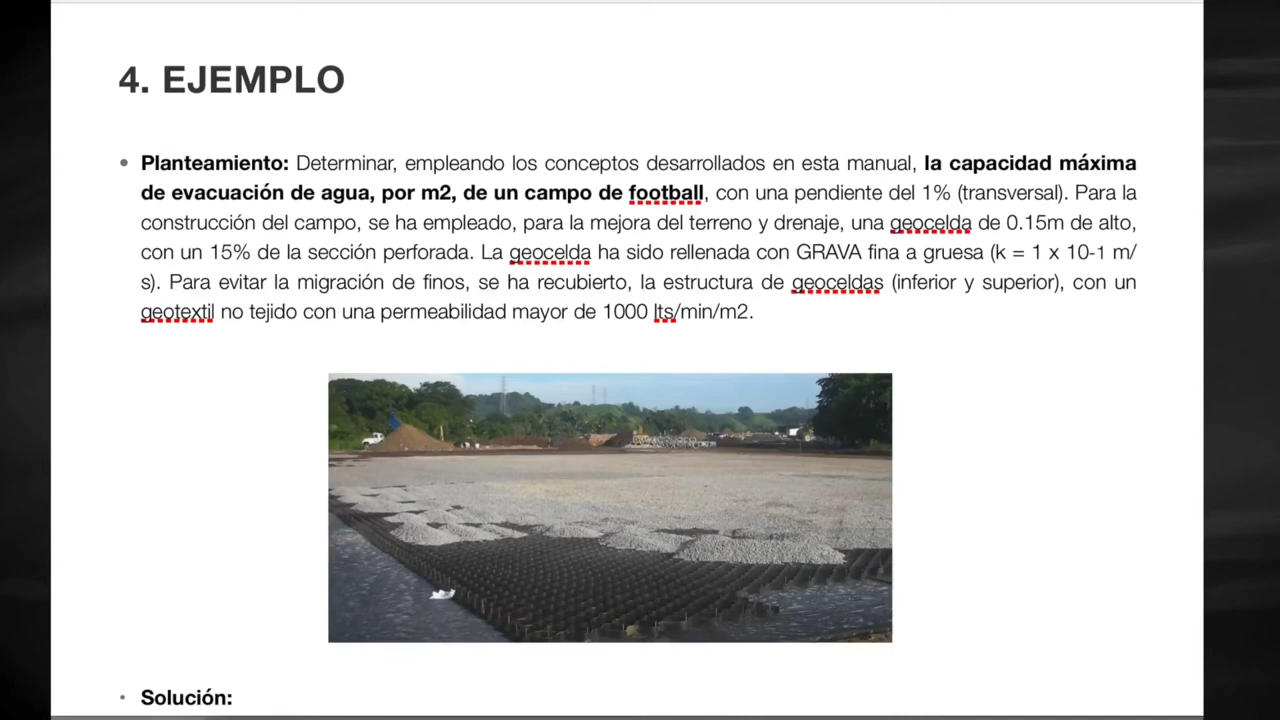 4. EJEMPLO
• Planteamiento: Determinar, empleando los conceptos desarrollados en esta manual, la capacidad máxima
de evacuación de agua, por m2, de un campo de football, con una pendiente del 1% (transversal). Para la
construcción del campo, se ha empleado, para la mejora del terreno y drenaje, una geocelda de 0.15m de alto,
con un 15% de la sección perforada. La geocelda ha sido rellenada con GRAVA fina a gruesa (k = 1 x 10-1 m/
s). Para evitar la migración de finos, se ha recubierto, la estructura de geoceldas (inferior y superior), con un
geotextil no tejido con una permeabilidad mayor de 1000 lts/min/m2.
• Solución: